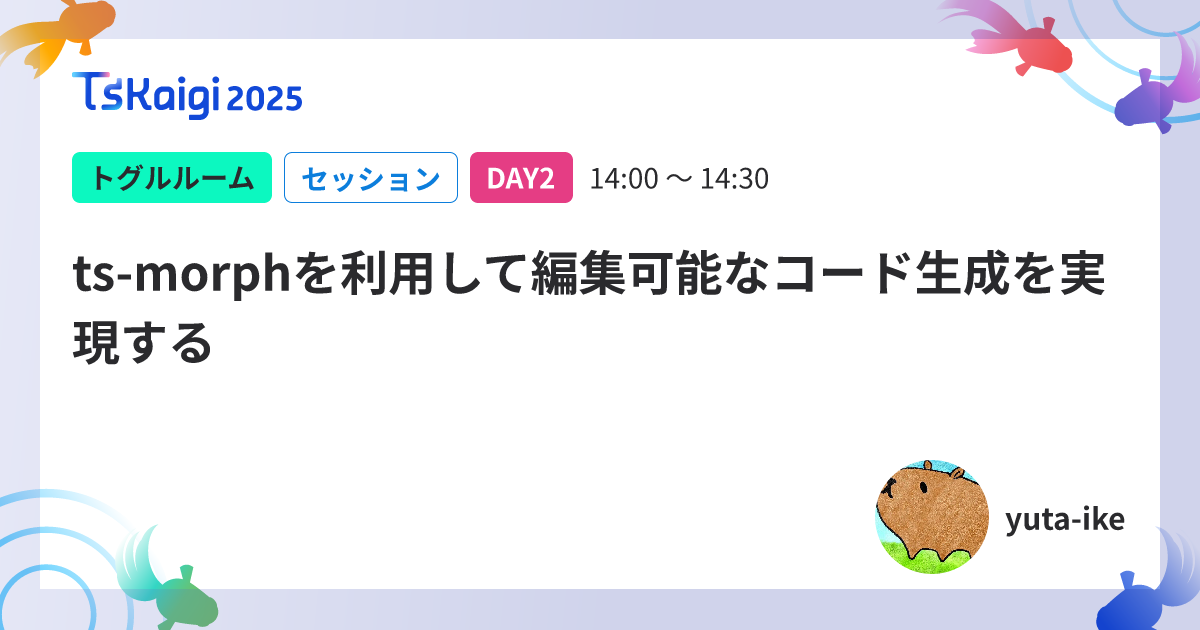 TSKaigi 2025
トグルルーム セッション DAY2 14:00 〜 14:30
ts-morphを利用して編集可能なコード生成を実
現する
yuta-ike